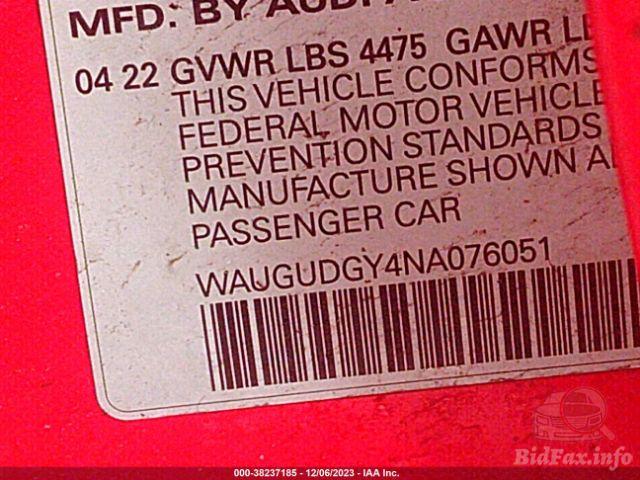 MFD. BY AUDI
04 22 GVWR LBS 4475 GAWR
THIS VEHICLE CONFORMS
FEDERAL MOTOR VEHICLE
PREVENTION STANDARDS
MANUFACTURE SHOWN
PASSENGER CAR
WAUGUDGY4NA076051
BidFax.info
000-38237185 - 12/06/2023 - IAA Inc.